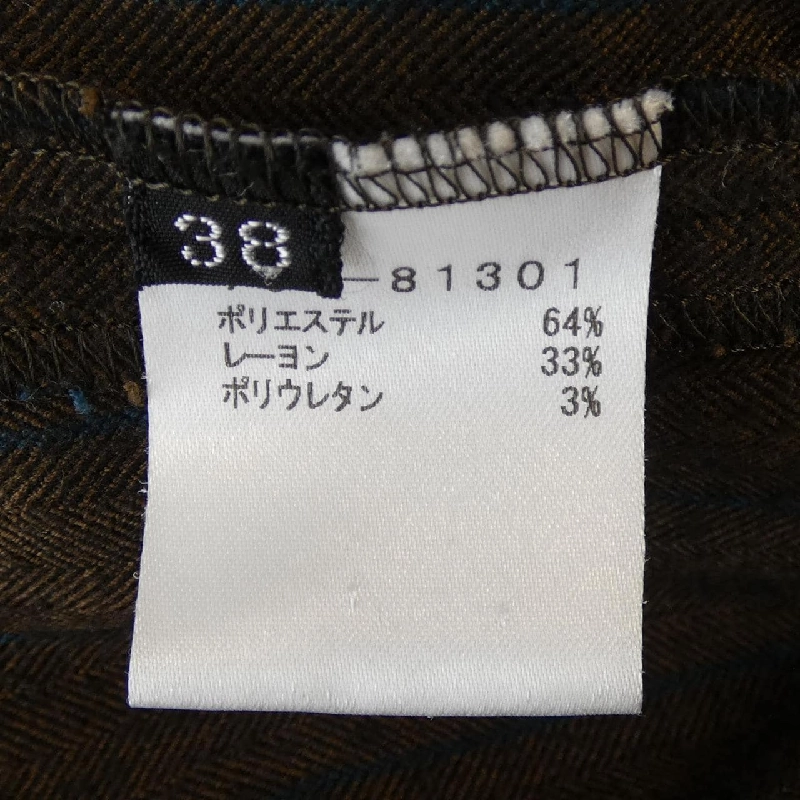 38
-81301
ポリエステル 64%
レーヨン 33%
ポリウレタン 3%